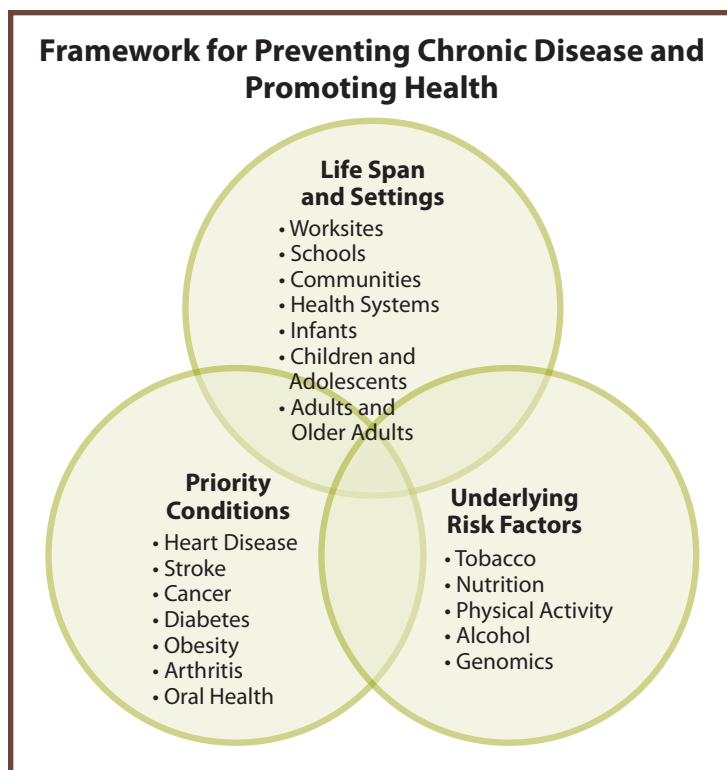 Framework for Preventing Chronic Disease and
Promoting Health
Life Span
and Settings
• Worksites
• Schools
• Communities
• Health Systems
• Infants
• Children and
Adolescents
• Adults and
Older Adults
Priority
Conditions
• Heart Disease
• Stroke
• Cancer
• Diabetes
• Obesity
• Arthritis
• Oral Health
Underlying
Risk Factors
• Tobacco
• Nutrition
• Physical Activity
• Alcohol
• Genomics